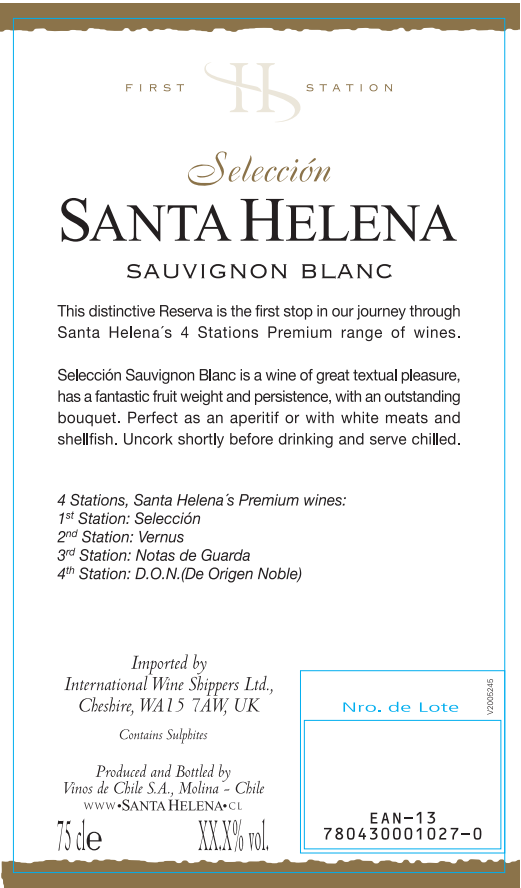 FIRST STATION
Selección
SANTA HELENA
SAUVIGNON BLANC
This distinctive Reserva is the first stop in our journey through
Santa Helena´s 4 Stations Premium range of wines.
Selección Sauvignon Blanc is a wine of great textual pleasure,
has a fantastic fruit weight and persistence, with an outstanding
bouquet. Perfect as an aperitif or with white meats and
shellfish. Uncork shortly before drinking and serve chilled.
4 Stations, Santa Helena´s Premium wines:
1st Station: Selección
2nd Station: Vernus
3rd Station: Notas de Guarda
4th Station: D.O.N.(De Origen Noble)
Imported by
International Wine Shippers Ltd.,
Cheshire, WA15 7AW, UK
Contains Sulphites
Produced and Bottled by
Vinos de Chile S.A., Molina - Chile
WWW•SANTA HELENA•CL
75 cl e XX.X% vol.
Nro. de Lote
V2005245
EAN-13
780430001027-0